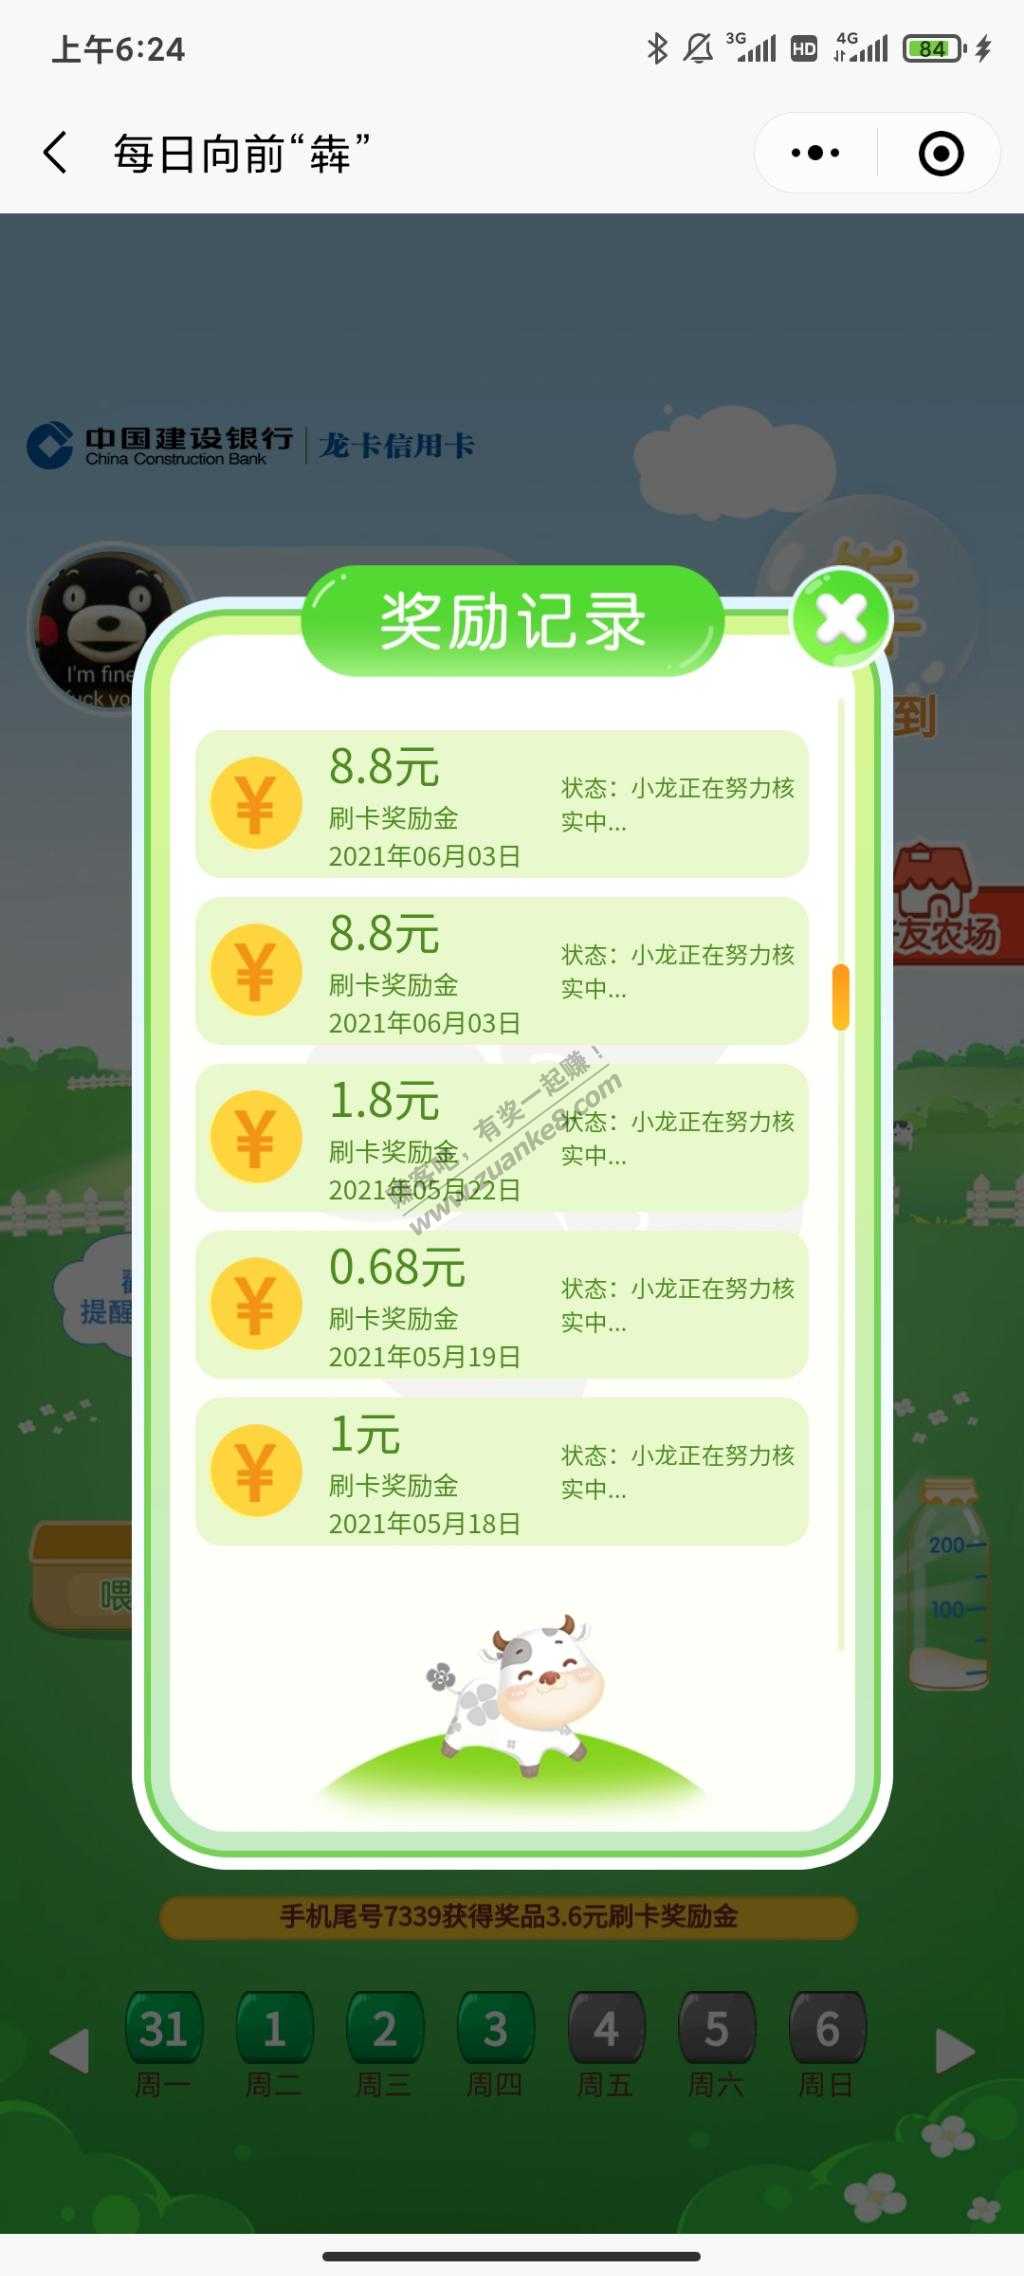 上午6:24
3G
HD
4G
84
每日向前“犇”
中国建设银行
China Construction Bank
龙卡信用卡
I'm fine
到
奖励记录
8.8元
刷卡奖励金
2021年06月03日
状态：小龙正在努力核
实中...
8.8元
刷卡奖励金
2021年06月03日
状态：小龙正在努力核
实中...
友农场
1.8元
刷卡奖励金
2021年05月22日
状态：小龙正在努力核
实中...
赚客吧，有奖一起赚！
www.zuanke8.com
0.68元
刷卡奖励金
2021年05月19日
状态：小龙正在努力核
实中...
提醒
1元
刷卡奖励金
2021年05月18日
状态：小龙正在努力核
实中...
喂
200
100
手机尾号7339获得奖品3.6元刷卡奖励金
31 1 2 3 4 5 6
周一 周二 周三 周四 周五 周六 周日